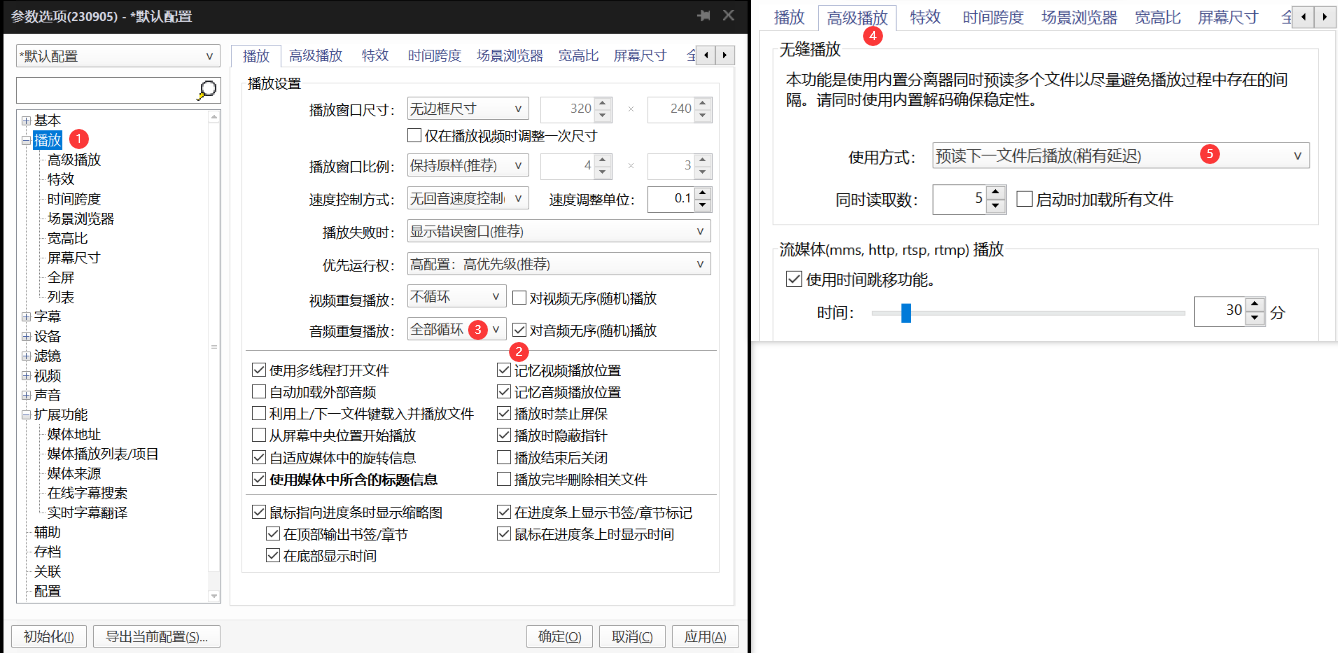 参数选项(230905) - *默认配置
*默认配置
基本
播放
1
高级播放
特效
时间跨度
场景浏览器
宽高比
屏幕尺寸
全屏
列表
字幕
设备
滤镜
视频
声音
扩展功能
媒体地址
媒体播放列表/项目
媒体来源
在线字幕搜索
实时字幕翻译
辅助
存档
关联
配置
初始化(I)
导出当前配置(S)...
播放 高级播放 特效 时间跨度 场景浏览器 宽高比 屏幕尺寸
播放设置
播放窗口尺寸: 无边框尺寸 320 × 240
仅在播放视频时调整一次尺寸
播放窗口比例: 保持原样(推荐) 4 × 3
速度控制方式: 无回音速度控制( 速度调整单位: 0.1
播放失败时: 显示错误窗口(推荐)
优先运行权: 高配置: 高优先级(推荐)
视频重复播放: 不循环 对视频无序(随机)播放
音频重复播放: 全部循环 3 对音频无序(随机)播放
2
使用多线程打开文件 记忆视频播放位置
自动加载外部音频 记忆音频播放位置
利用上/下一文件键载入并播放文件 播放时禁止屏保
从屏幕中央位置开始播放 播放时隐蔽指针
自适应媒体中的旋转信息 播放结束后关闭
使用媒体中所含的标题信息 播放完毕删除相关文件
鼠标指向进度条时显示缩略图 在进度条上显示书签/章节标记
在顶部输出书签/章节 鼠标在进度条上时显示时间
在底部显示时间
确定(O) 取消(C) 应用(A)
播放 高级播放 特效 时间跨度 场景浏览器 宽高比 屏幕尺寸
4
无缝播放
本功能是使用内置分离器同时预读多个文件以尽量避免播放过程中存在的间
隔。请同时使用内置解码确保稳定性。
使用方式: 预读下一文件后播放(稍有延迟) 5
同时读取数: 5 启动时加载所有文件
流媒体(mms, http, rtsp, rtmp) 播放
使用时间跳移功能。
时间: 30 分